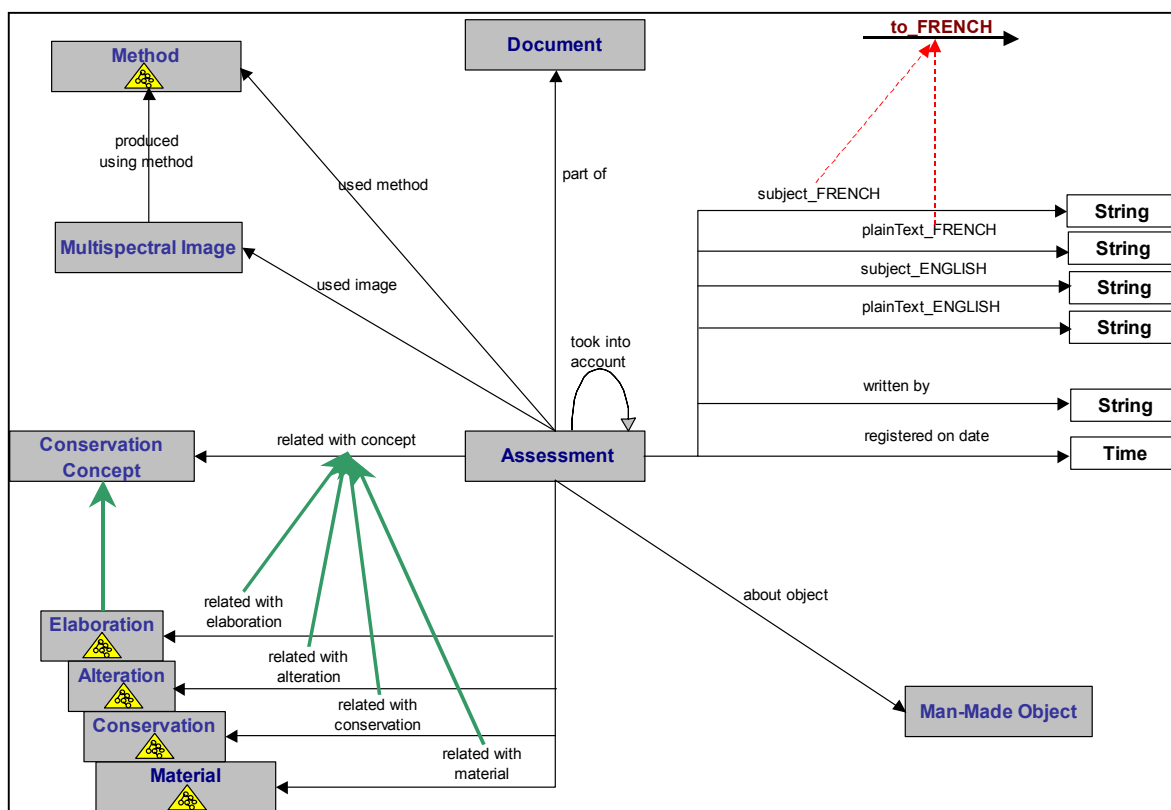 to_FRENCH
Document
Method
produced
using method
used method
part of
subject_FRENCH
String
plainText_FRENCH
String
Multispectral Image
subject_ENGLISH
String
used image
plainText_ENGLISH
String
took into
account
written by
String
related with concept
registered on date
Conservation
Concept
Assessment
Time
about object
related with
elaboration
Elaboration
related with
alteration
Alteration
related with
conservation
Conservation
Man-Made Object
related with
material
Material